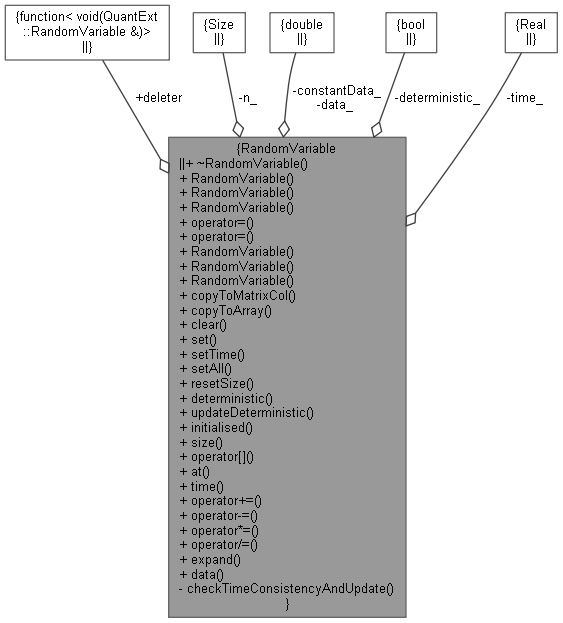 {function< void(QuantExt
::RandomVariable &)>
||}
{Size
||}
{double
||}
{bool
||}
{Real
||}
+deleter
-n_
-constantData_
-data_
-deterministic_
-time_
{RandomVariable
||+ ~RandomVariable()
+ RandomVariable()
+ RandomVariable()
+ RandomVariable()
+ operator=()
+ operator=()
+ RandomVariable()
+ RandomVariable()
+ RandomVariable()
+ copyToMatrixCol()
+ copyToArray()
+ clear()
+ set()
+ setTime()
+ setAll()
+ resetSize()
+ deterministic()
+ updateDeterministic()
+ initialised()
+ size()
+ operator[]()
+ at()
+ time()
+ operator+=()
+ operator-=()
+ operator*=()
+ operator/=()
+ expand()
+ data()
- checkTimeConsistencyAndUpdate()
}